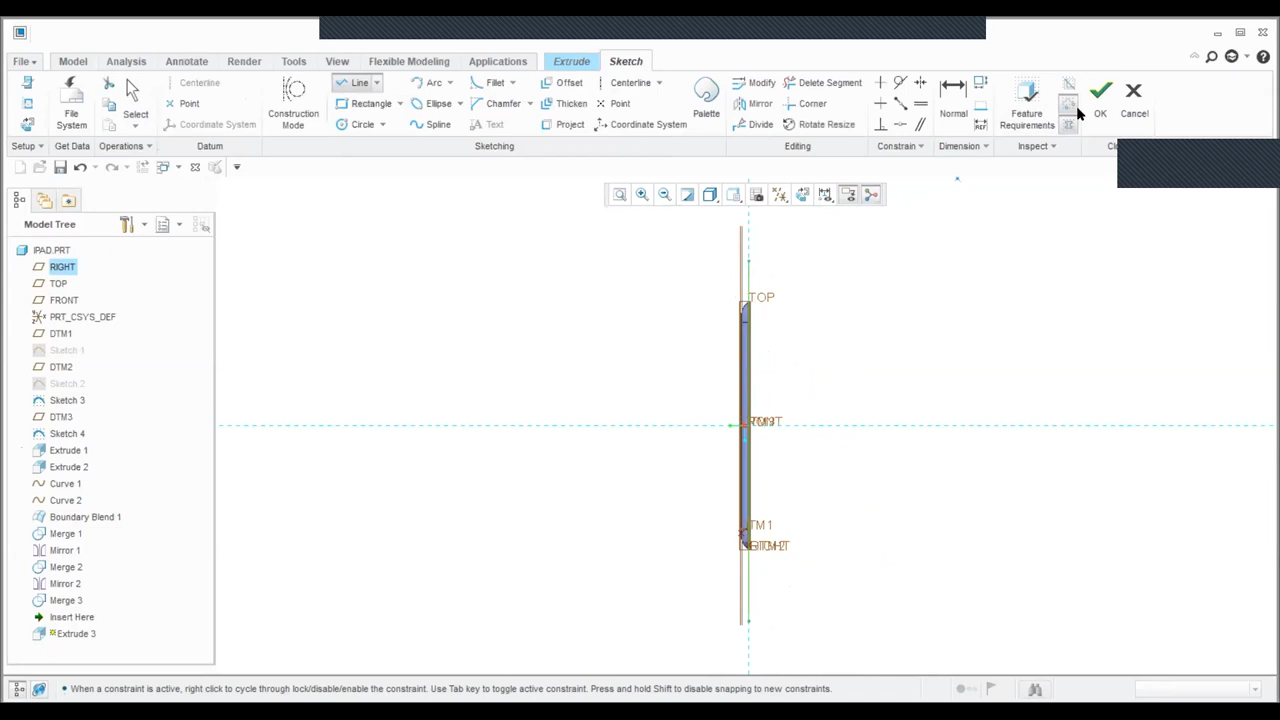 File Model Analysis Annotate Render Tools View Flexible Modeling Applications Extrude Sketch
Centerline Line Arc Fillet Offset Centerline Modify Delete Segment
Point Rectangle Ellipse Chamfer Thicken Point Mirror Corner
File System Select Construction Mode Palette Normal Feature Requirements OK Cancel
Coordinate System Circle Spline Text Project Coordinate System Divide Rotate Resize
Setup Get Data Operations Datum Sketching Editing Constrain Dimension Inspect
Model Tree
IPAD.PRT
RIGHT
TOP
FRONT
PRT_CSYS_DEF
DTM1
Sketch 1
DTM2
Sketch 2
Sketch 3
DTM3
Sketch 4
Extrude 1
Extrude 2
Curve 1
Curve 2
Boundary Blend 1
Merge 1
Mirror 1
Merge 2
Mirror 2
Merge 3
Insert Here
Extrude 3
TOP
TM1
When a constraint is active, right click to cycle through lock/disable/enable the constraint. Use Tab key to toggle active constraint. Press and hold Shift to disable snapping to new constraints.